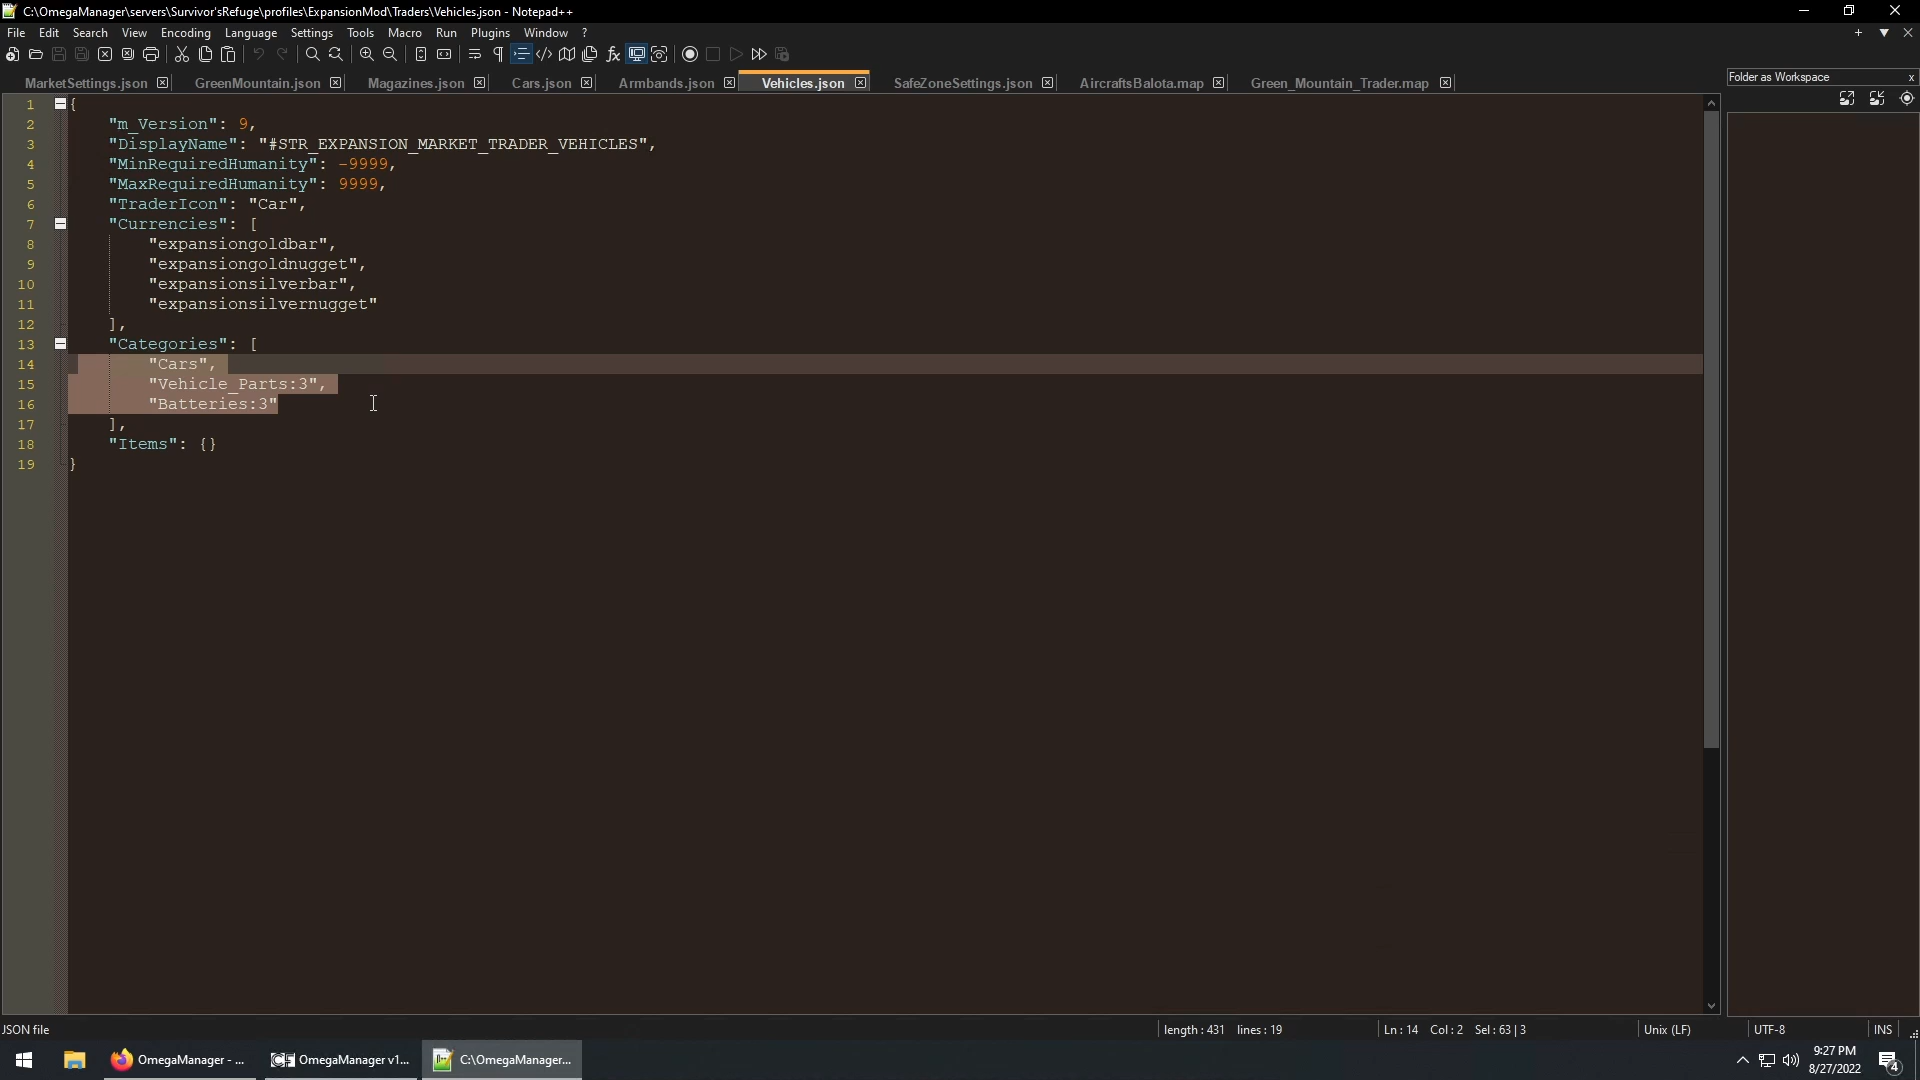 C:\OmegaManager\servers\Survivor'sRefuge\profiles\ExpansionMod\Traders\Vehicles.json - Notepad++
File Edit Search View Encoding Language Settings Tools Macro Run Plugins Window ?
MarketSettings.json GreenMountain.json Magazines.json Cars.json Armbands.json Vehicles.json SafeZoneSettings.json AircraftsBalota.map Green_Mountain_Trader.map
Folder as Workspace
1 {
2 "m_Version": 9,
3 "DisplayName": "#STR_EXPANSION_MARKET_TRADER_VEHICLES",
4 "MinRequiredHumanity": -9999,
5 "MaxRequiredHumanity": 9999,
6 "TraderIcon": "Car",
7 "Currencies": [
8 "expansiongoldbar",
9 "expansiongoldnugget",
10 "expansionsilverbar",
11 "expansionsilvernugget"
12 ],
13 "Categories": [
14 "Cars",
15 "Vehicle_Parts:3",
16 "Batteries:3"
17 ],
18 "Items": {}
19 }
JSON file length : 431 lines : 19 Ln : 14 Col : 2 Sel : 63 | 3 Unix (LF) UTF-8 INS
OmegaManager - ... OmegaManager v1... C:\OmegaManager... 9:27 PM
8/27/2022 4